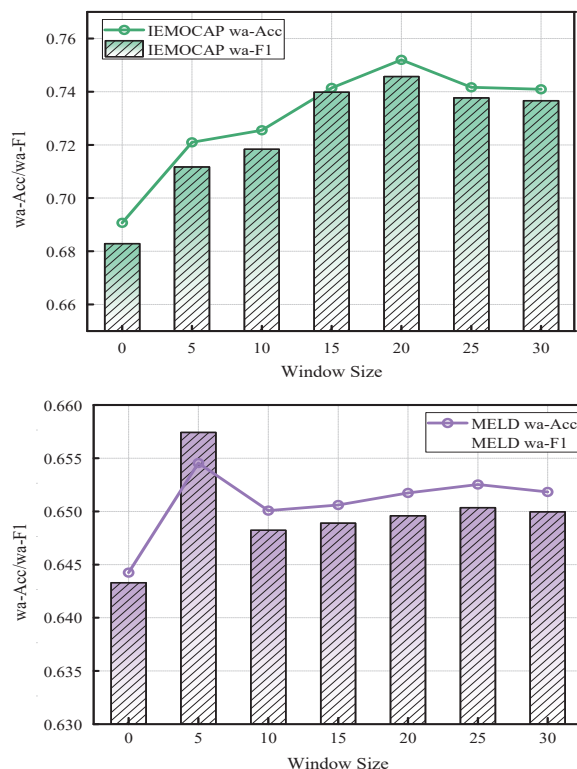 IEMOCAP wa-Acc
IEMOCAP wa-F1
0.76
0.74
0.72
0.70
0.68
0.66
wa-Acc/wa-F1
0 5 10 15 20 25 30
Window Size
MELD wa-Acc
MELD wa-F1
0.660
0.655
0.650
0.645
0.640
0.635
0.630
wa-Acc/wa-F1
0 5 10 15 20 25 30
Window Size